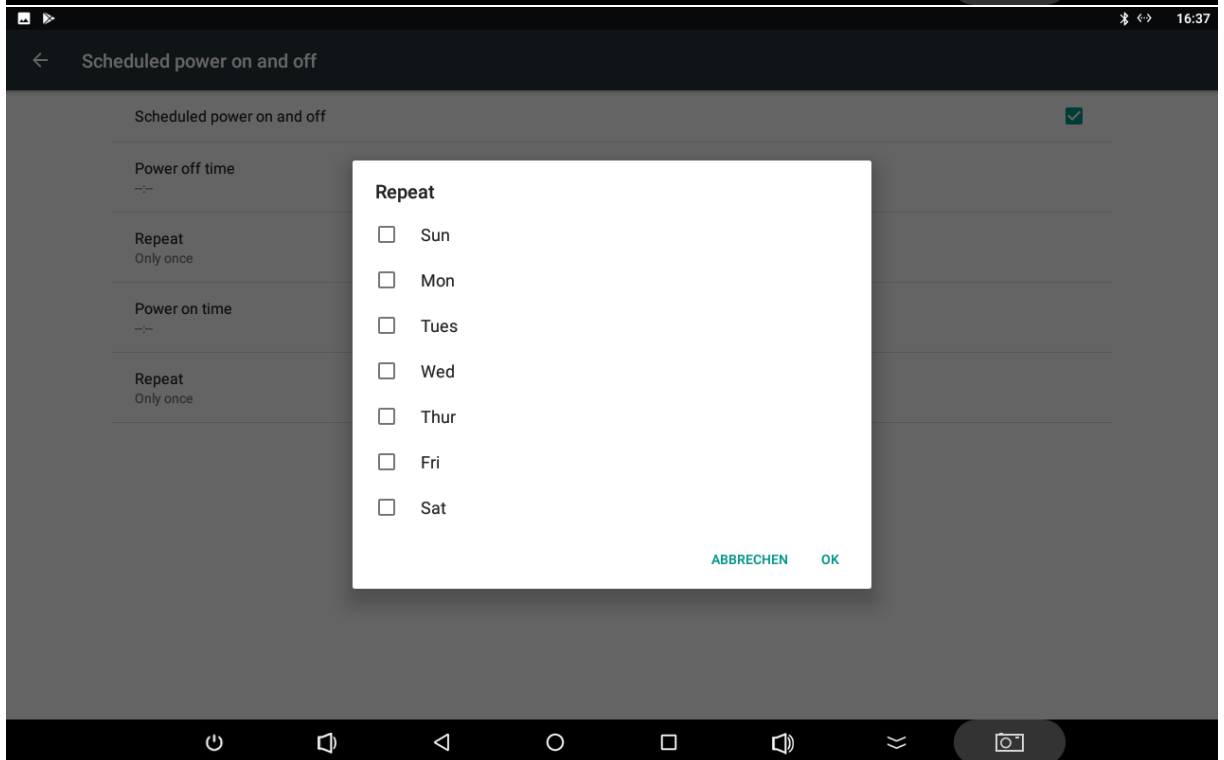 16:37
Scheduled power on and off
Scheduled power on and off
Power off time
--:--
Repeat
Only once
Power on time
--:--
Repeat
Only once
Repeat
Sun
Mon
Tues
Wed
Thur
Fri
Sat
ABBRECHEN OK